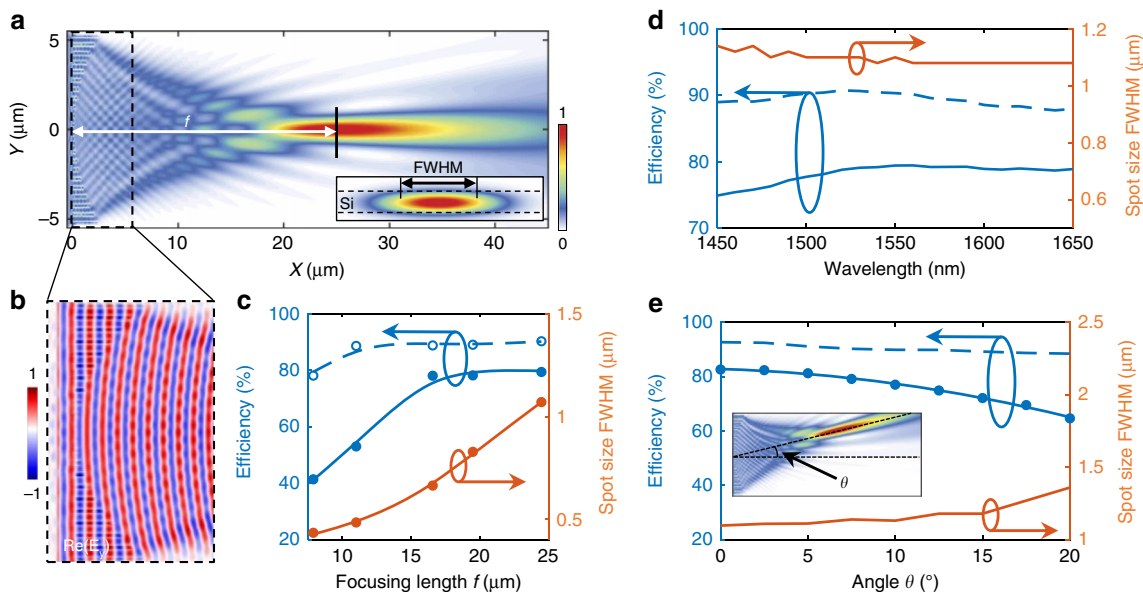 a
5
0
−5
Y (μm)
0
10
20
30
40
X (μm)
f
FWHM
Si
1
0
b
1
−1
Re(Ey)
c
100
80
60
40
20
Efficiency (%)
10
15
20
25
Focusing length f (μm)
1.5
1
0.5
Spot size FWHM (μm)
d
100
90
80
70
Efficiency (%)
1450
1500
1550
1600
1650
Wavelength (nm)
1.2
1
0.8
0.6
Spot size FWHM (μm)
e
100
80
60
40
20
Efficiency (%)
θ
0
5
10
15
20
Angle θ (°)
2.5
2
1.5
1
Spot size FWHM (μm)